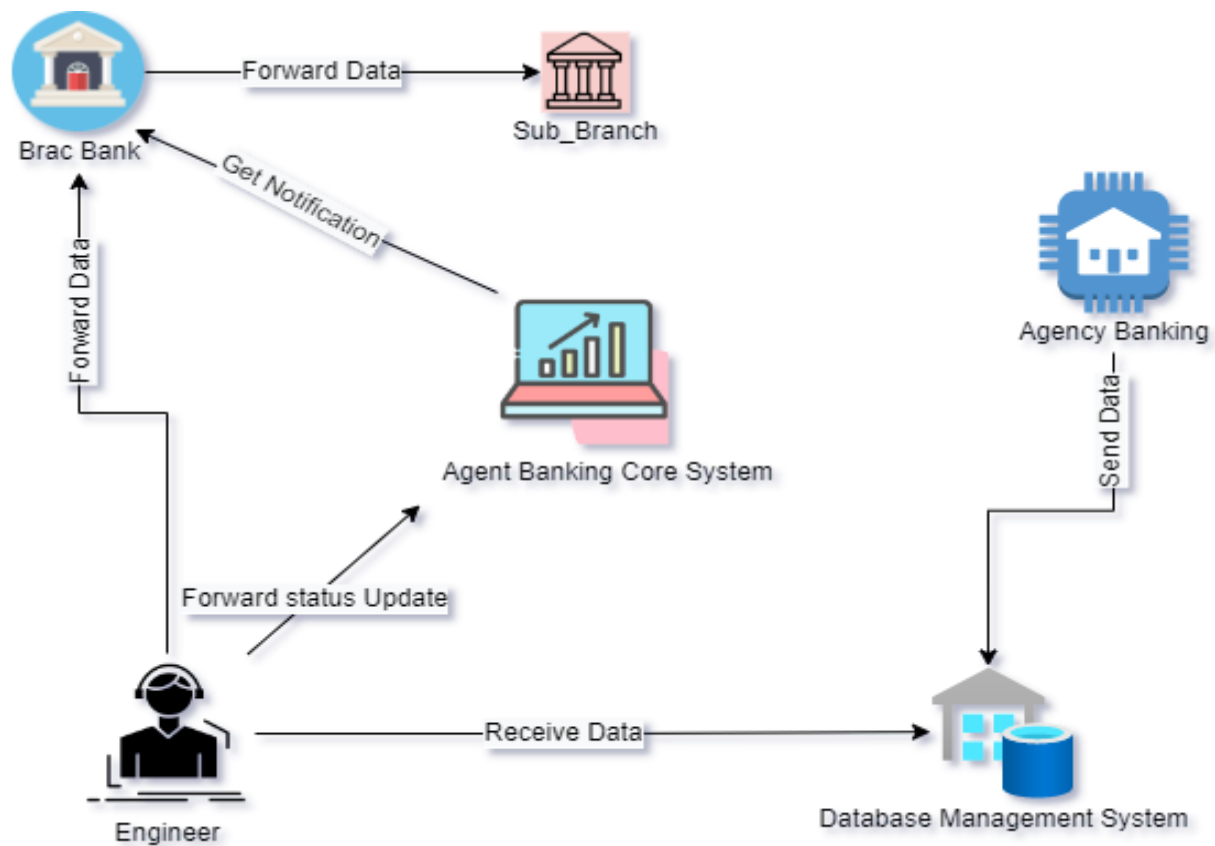 Forward Data
Brac Bank
Sub_Branch
Get Notification
Forward Data
Agency Banking
Send Data
Agent Banking Core System
Forward status Update
Receive Data
Engineer
Database Management System